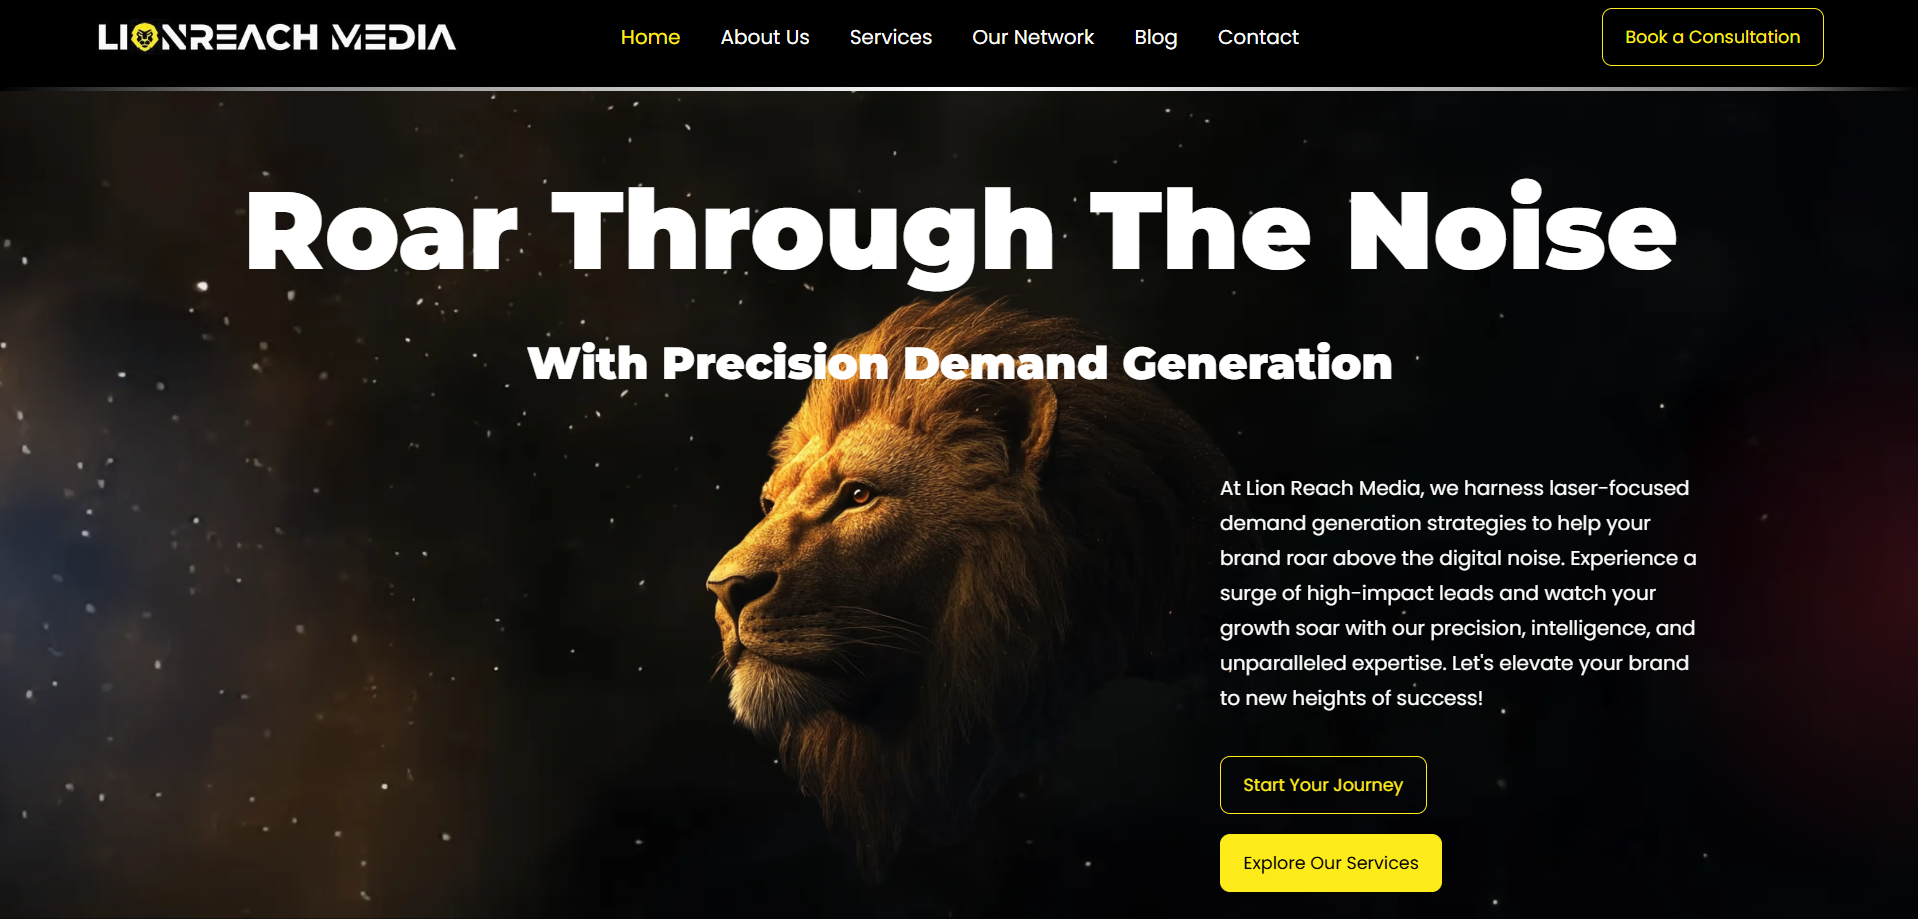 LIONREACH MEDIA
Home
About Us
Services
Our Network
Blog
Contact
Book a Consultation
Roar Through The Noise
With Precision Demand Generation
At Lion Reach Media, we harness laser-focused
demand generation strategies to help your
brand roar above the digital noise. Experience a
surge of high-impact leads and watch your
growth soar with our precision, intelligence, and
unparalleled expertise. Let's elevate your brand
to new heights of success!
Start Your Journey
Explore Our Services